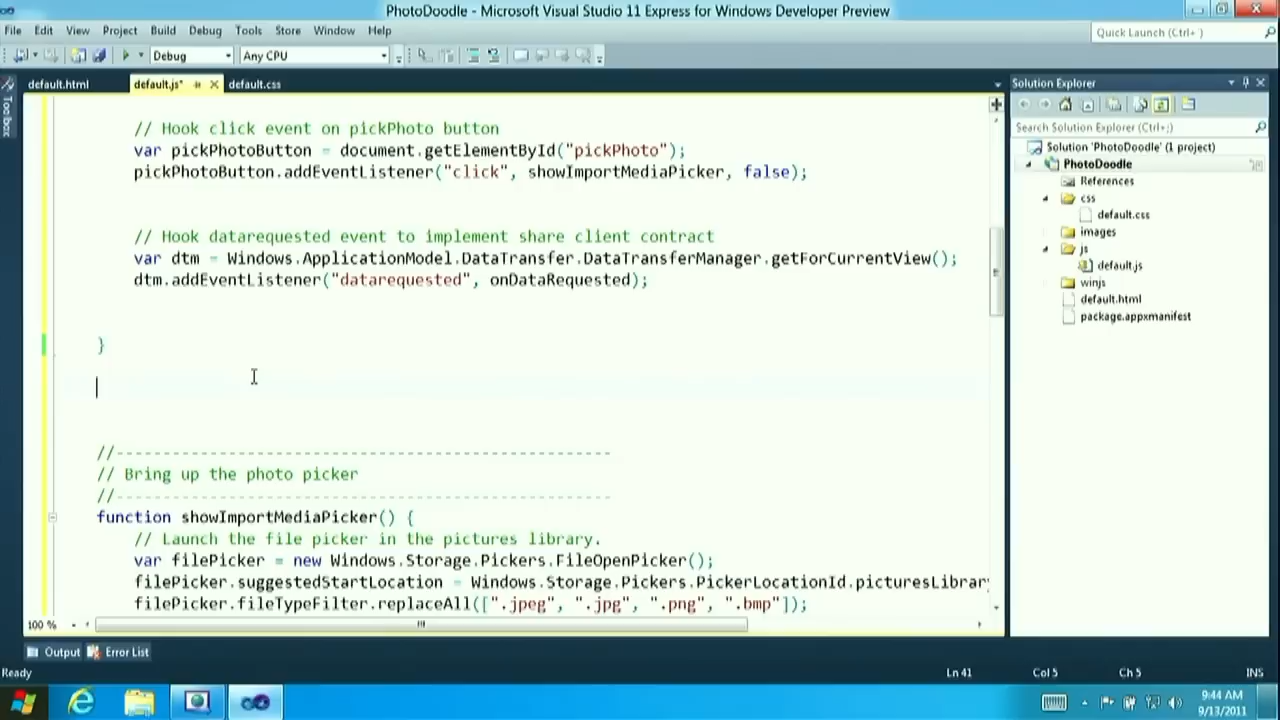 PhotoDoodle - Microsoft Visual Studio 11 Express for Windows Developer Preview
File Edit View Project Build Debug Tools Store Window Help
Quick Launch (Ctrl+ )
Debug Any CPU
Toolbox
default.html default.js* default.css
// Hook click event on pickPhoto button
var pickPhotoButton = document.getElementById("pickPhoto");
pickPhotoButton.addEventListener("click", showImportMediaPicker, false);
// Hook datarequested event to implement share client contract
var dtm = Windows.ApplicationModel.DataTransfer.DataTransferManager.getForCurrentView();
dtm.addEventListener("datarequested", onDataRequested);
}
//-----------------------------------------------------
// Bring up the photo picker
//-----------------------------------------------------
function showImportMediaPicker() {
// Launch the file picker in the pictures library.
var filePicker = new Windows.Storage.Pickers.FileOpenPicker();
filePicker.suggestedStartLocation = Windows.Storage.Pickers.PickerLocationId.picturesLibrar
filePicker.fileTypeFilter.replaceAll([".jpeg", ".jpg", ".png", ".bmp"]);
100 %
Solution Explorer
Search Solution Explorer (Ctrl+;)
Solution 'PhotoDoodle' (1 project)
PhotoDoodle
References
css
default.css
images
js
default.js
winjs
default.html
package.appxmanifest
Output Error List
Ready Ln 41 Col 5 Ch 5 INS
9:44 AM
9/13/2011